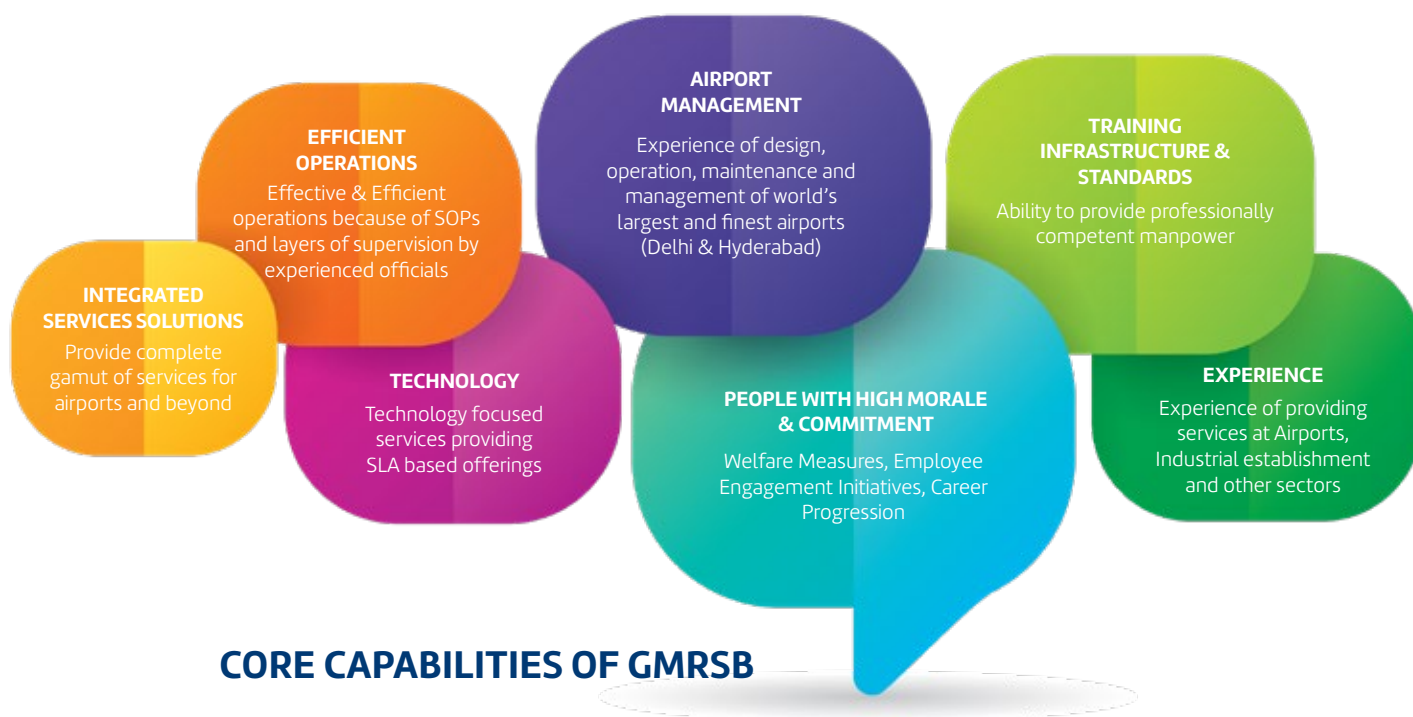 INTEGRATED
SERVICES SOLUTIONS
Provide complete
gamut of services for
airports and beyond
EFFICIENT
OPERATIONS
Effective & Efficient
operations because of SOPs
and layers of supervision by
experienced officials
TECHNOLOGY
Technology focused
services providing
SLA based offerings
AIRPORT
MANAGEMENT
Experience of design,
operation, maintenance and
management of world's
largest and finest airports
(Delhi & Hyderabad)
PEOPLE WITH HIGH MORALE
& COMMITMENT
Welfare Measures, Employee
Engagement Initiatives, Career
Progression
TRAINING
INFRASTRUCTURE &
STANDARDS
Ability to provide professionally
competent manpower
EXPERIENCE
Experience of providing
services at Airports,
Industrial establishment
and other sectors
CORE CAPABILITIES OF GMRSB